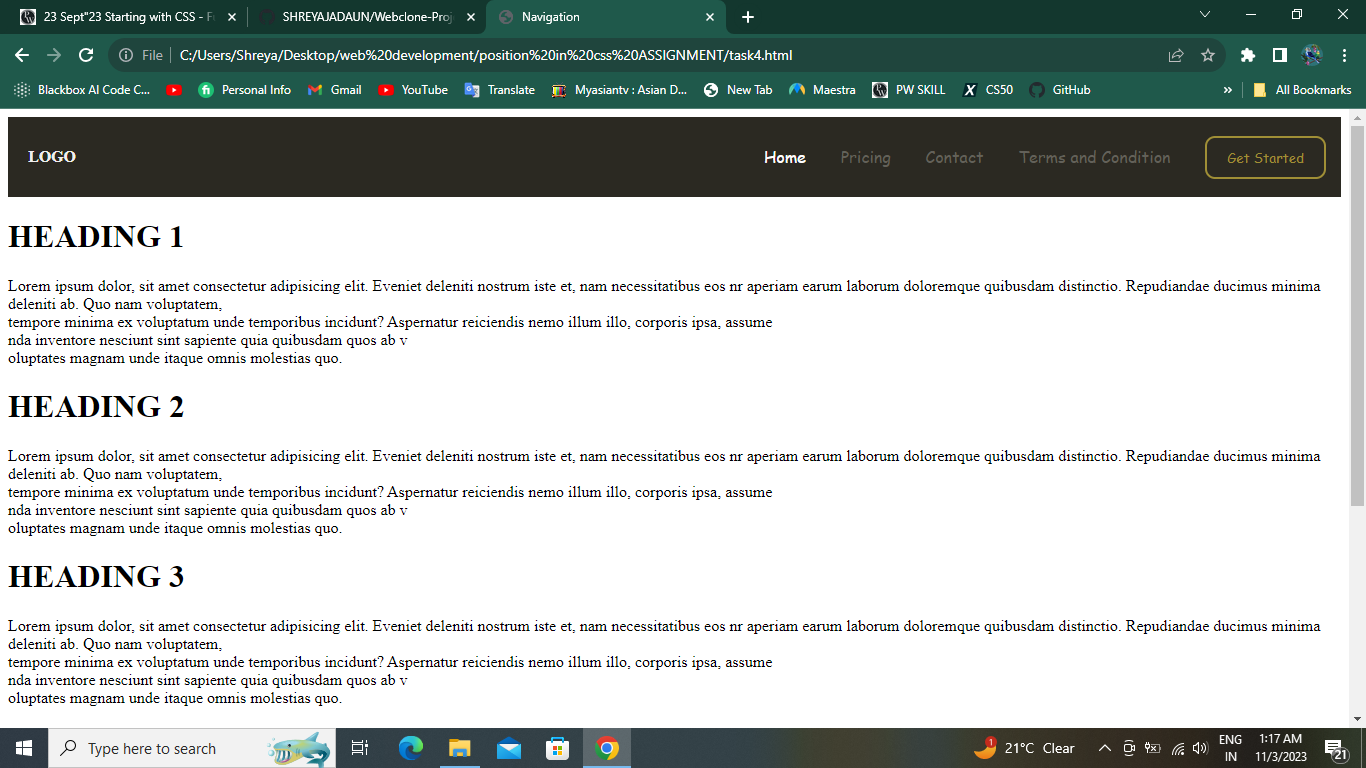 23 Sept"23 Starting with CSS - Fu
SHREYAJADAUN/Webclone-Proj
Navigation
File
C:/Users/Shreya/Desktop/web%20development/position%20in%20css%20ASSIGNMENT/task4.html
Blackbox AI Code C...
Personal Info
Gmail
YouTube
Translate
Myasiantv : Asian D...
New Tab
Maestra
PW SKILL
CS50
GitHub
»
All Bookmarks
LOGO
Home
Pricing
Contact
Terms and Condition
Get Started
HEADING 1
Lorem ipsum dolor, sit amet consectetur adipisicing elit. Eveniet deleniti nostrum iste et, nam necessitatibus eos nr aperiam earum laborum doloremque quibusdam distinctio. Repudiandae ducimus minima
deleniti ab. Quo nam voluptatem,
tempore minima ex voluptatum unde temporibus incidunt? Aspernatur reiciendis nemo illum illo, corporis ipsa, assume
nda inventore nesciunt sint sapiente quia quibusdam quos ab v
oluptates magnam unde itaque omnis molestias quo.
HEADING 2
Lorem ipsum dolor, sit amet consectetur adipisicing elit. Eveniet deleniti nostrum iste et, nam necessitatibus eos nr aperiam earum laborum doloremque quibusdam distinctio. Repudiandae ducimus minima
deleniti ab. Quo nam voluptatem,
tempore minima ex voluptatum unde temporibus incidunt? Aspernatur reiciendis nemo illum illo, corporis ipsa, assume
nda inventore nesciunt sint sapiente quia quibusdam quos ab v
oluptates magnam unde itaque omnis molestias quo.
HEADING 3
Lorem ipsum dolor, sit amet consectetur adipisicing elit. Eveniet deleniti nostrum iste et, nam necessitatibus eos nr aperiam earum laborum doloremque quibusdam distinctio. Repudiandae ducimus minima
deleniti ab. Quo nam voluptatem,
tempore minima ex voluptatum unde temporibus incidunt? Aspernatur reiciendis nemo illum illo, corporis ipsa, assume
nda inventore nesciunt sint sapiente quia quibusdam quos ab v
oluptates magnam unde itaque omnis molestias quo.
Type here to search
1
21°C Clear
ENG
IN
1:17 AM
11/3/2023
21